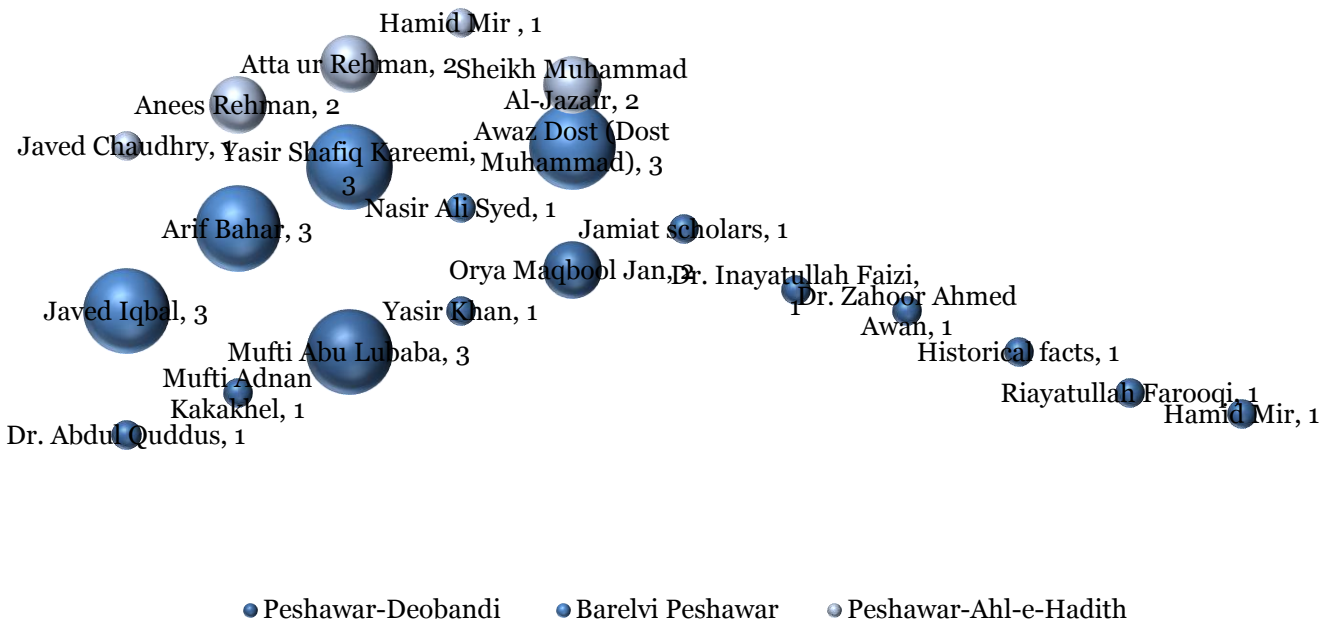 Hamid Mir , 1
Atta ur Rehman, 2
Sheikh Muhammad
Al-Jazair, 2
Anees Rehman, 2
Javed Chaudhry, 1
Yasir Shafiq Kareemi,
3
Awaz Dost (Dost
Muhammad), 3
Nasir Ali Syed, 1
Arif Bahar, 3
Jamiat scholars, 1
Orya Maqbool Jan, 2
Dr. Inayatullah Faizi,
1
Dr. Zahoor Ahmed
Awan, 1
Javed Iqbal, 3
Yasir Khan, 1
Mufti Abu Lubaba, 3
Historical facts, 1
Mufti Adnan
Kakakhel, 1
Riayatullah Farooqi, 1
Hamid Mir, 1
Dr. Abdul Quddus, 1
Peshawar-Deobandi
Barelvi Peshawar
Peshawar-Ahl-e-Hadith